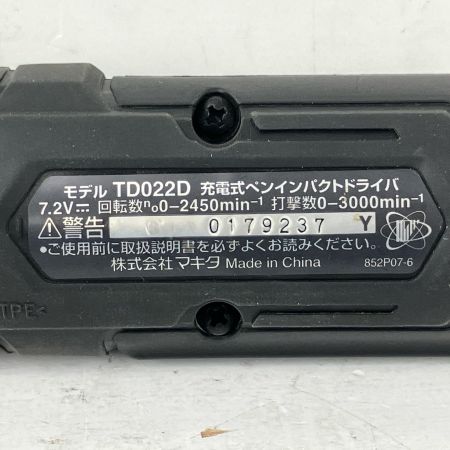 モデル TD022D 充電式ペンインパクトドライバ
7.2V⎓ 回転数n₀0-2450min⁻¹ 打撃数0-3000min⁻¹
⚠警告 0179237 Y
●ご使用前に取扱説明書を必ずよくお読みください。
株式会社マキタ Made in China 852P07-6
TPE<